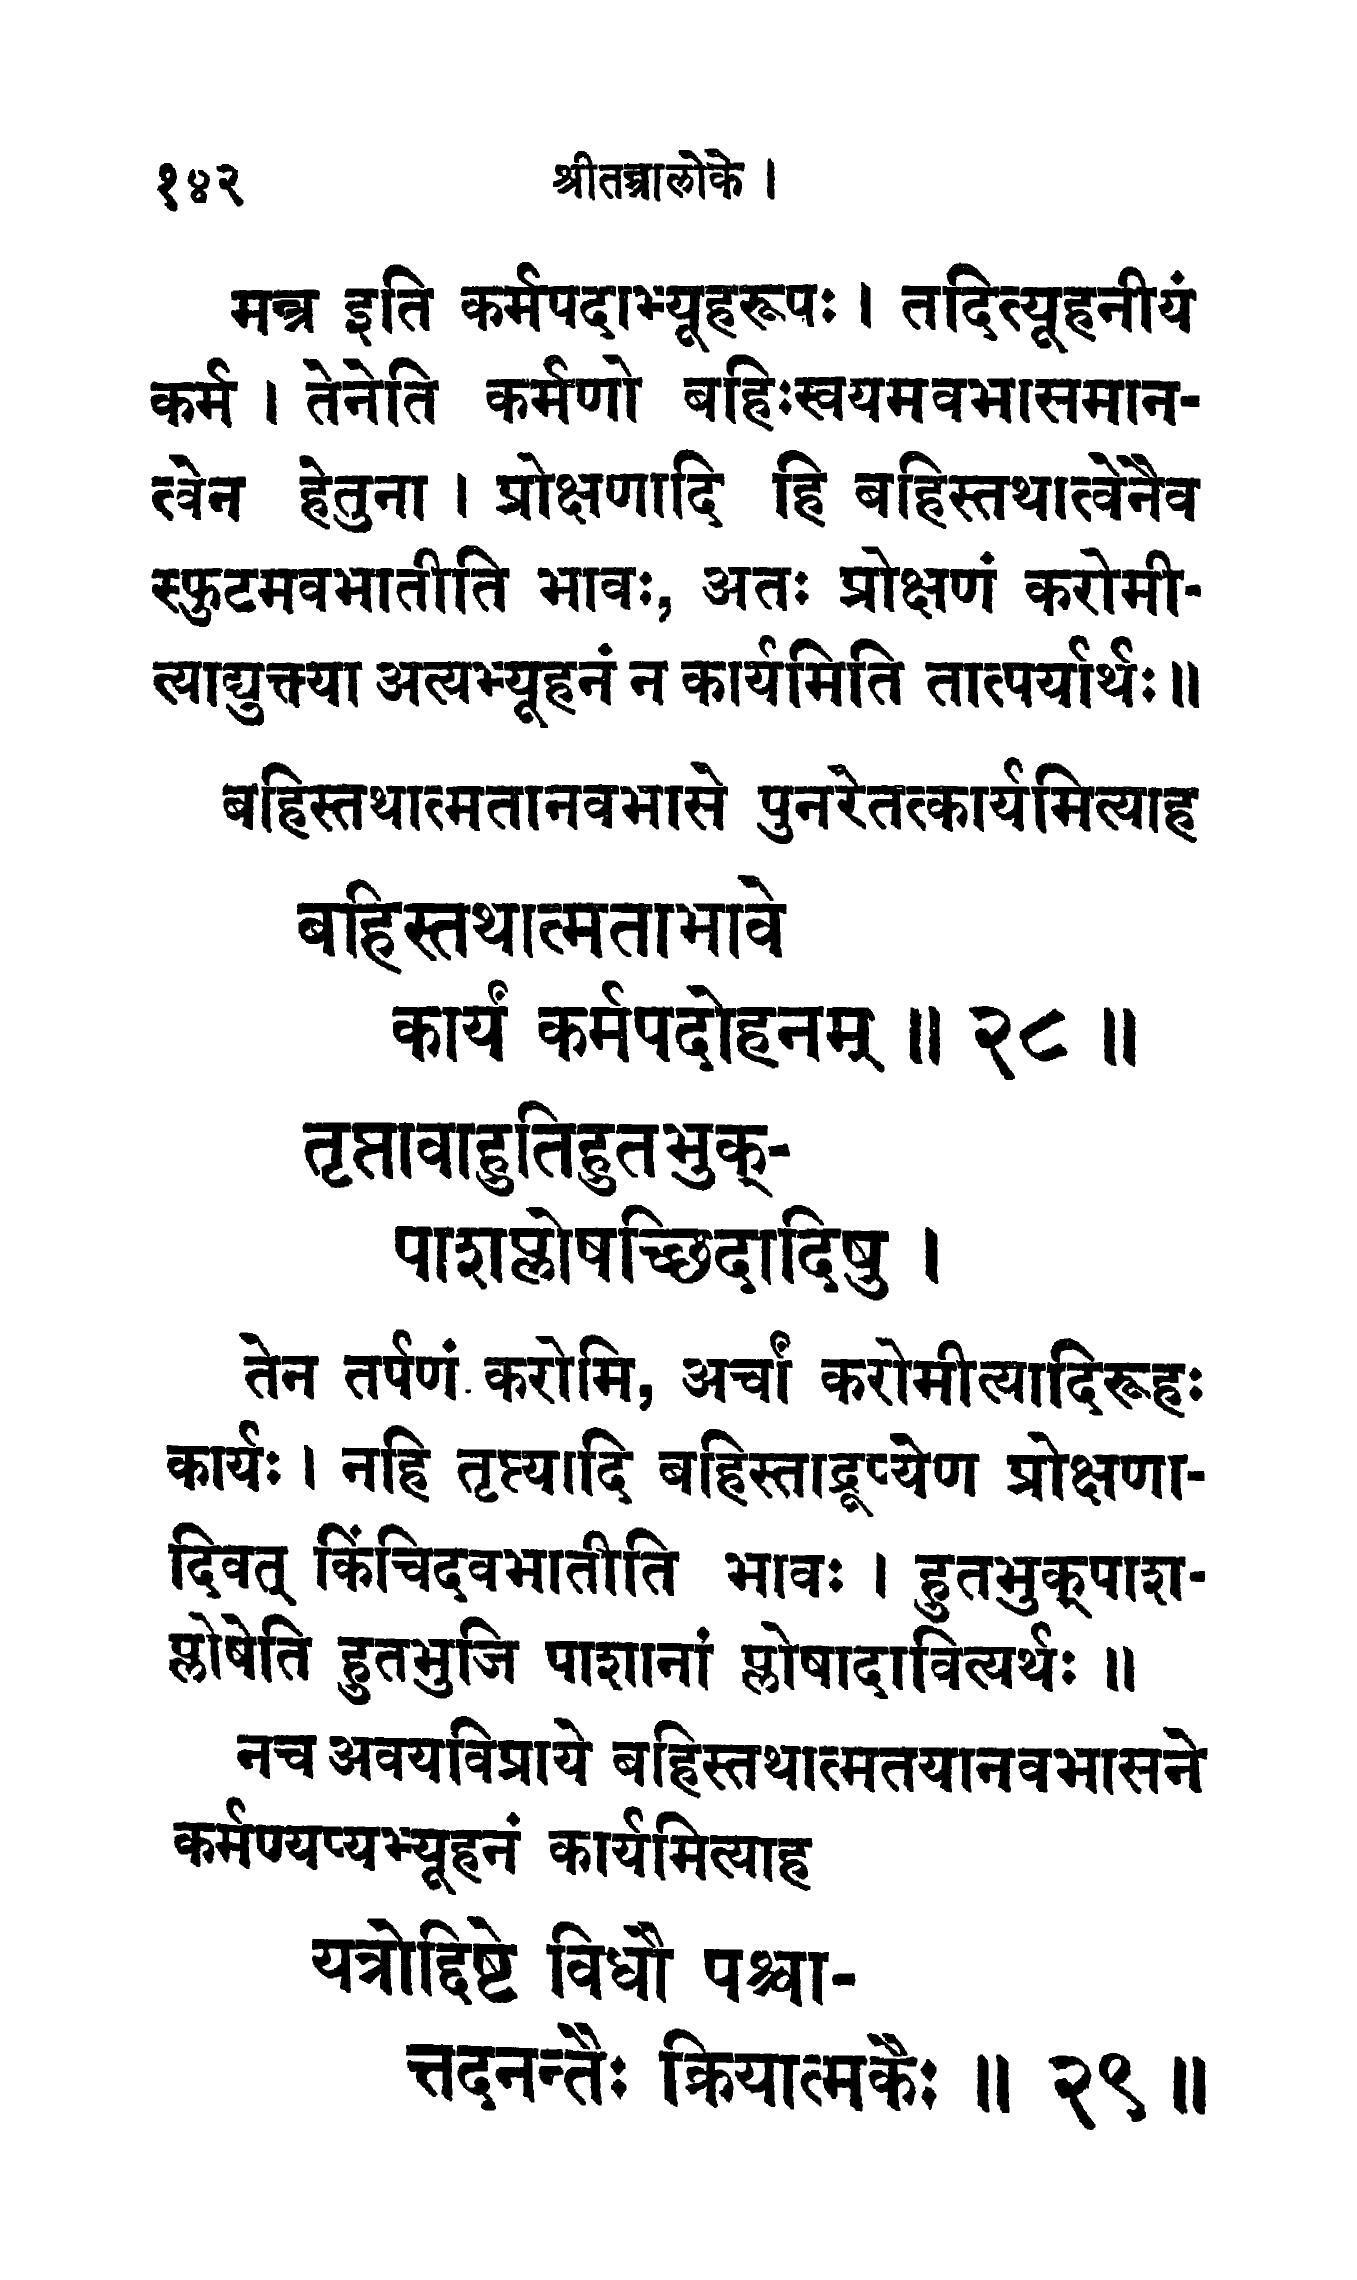 १४२ श्रीतन्त्रालोके ।
मन्त्र इति कर्मपदाभ्यूहरूपः । तदित्यूहनीयं
कर्म । तेनेति कर्मणो बहिःस्वयमवभासमान-
त्वेन हेतुना । प्रोक्षणादि हि बहिस्तथात्वेनैव
स्फुटमवभातीति भावः, अतः प्रोक्षणं करोमी-
त्याद्युक्त्या अत्यभ्यूहनं न कार्यमिति तात्पर्यार्थः॥
बहिस्तथात्मतानवभासे पुनरेतत्कार्यमित्याह
बहिस्तथात्मताभावे
कार्यं कर्मपदोहनम् ॥ २८ ॥
तृप्तावाहुतिहुतभुक्-
पाशप्लोषच्छिदादिषु ।
तेन तर्पणं करोमि, अर्चां करोमीत्यादिरूहः
कार्यः । नहि तृप्त्यादि बहिस्ताद्रूप्येण प्रोक्षणा-
दिवत् किंचिदवभातीति भावः । हुतभुक्पाश-
प्लोषेति हुतभुजि पाशानां प्लोषादावित्यर्थः ॥
नच अवयविप्राये बहिस्तथात्मतयानवभासने
कर्मण्यप्यभ्यूहनं कार्यमित्याह
यत्रोद्दिष्टे विधौ पश्चा-
त्तदनन्तैः क्रियात्मकैः ॥ २९ ॥